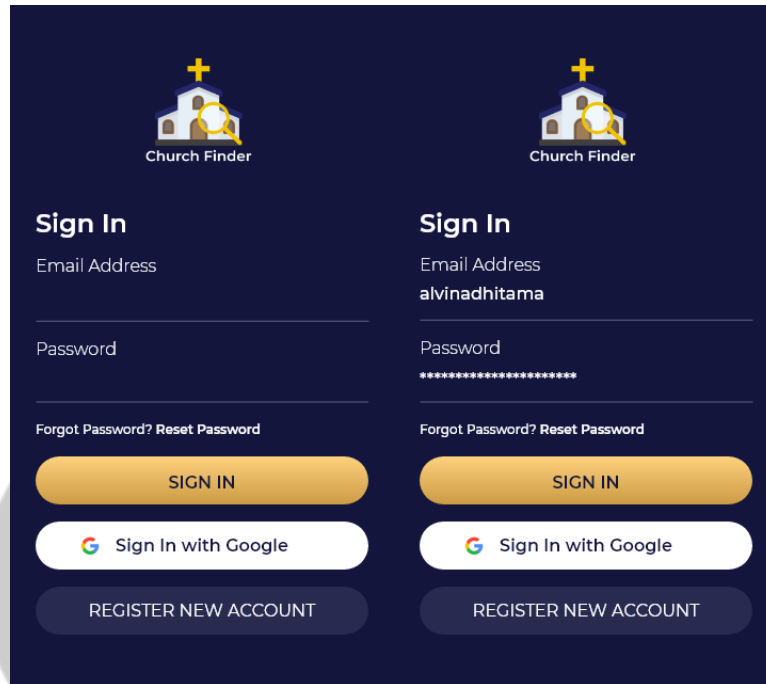 Church Finder
Sign In
Email Address
Password
Forgot Password? Reset Password
SIGN IN
Sign In with Google
REGISTER NEW ACCOUNT
Church Finder
Sign In
Email Address
alvinadhitama
Password
**********************
Forgot Password? Reset Password
SIGN IN
Sign In with Google
REGISTER NEW ACCOUNT